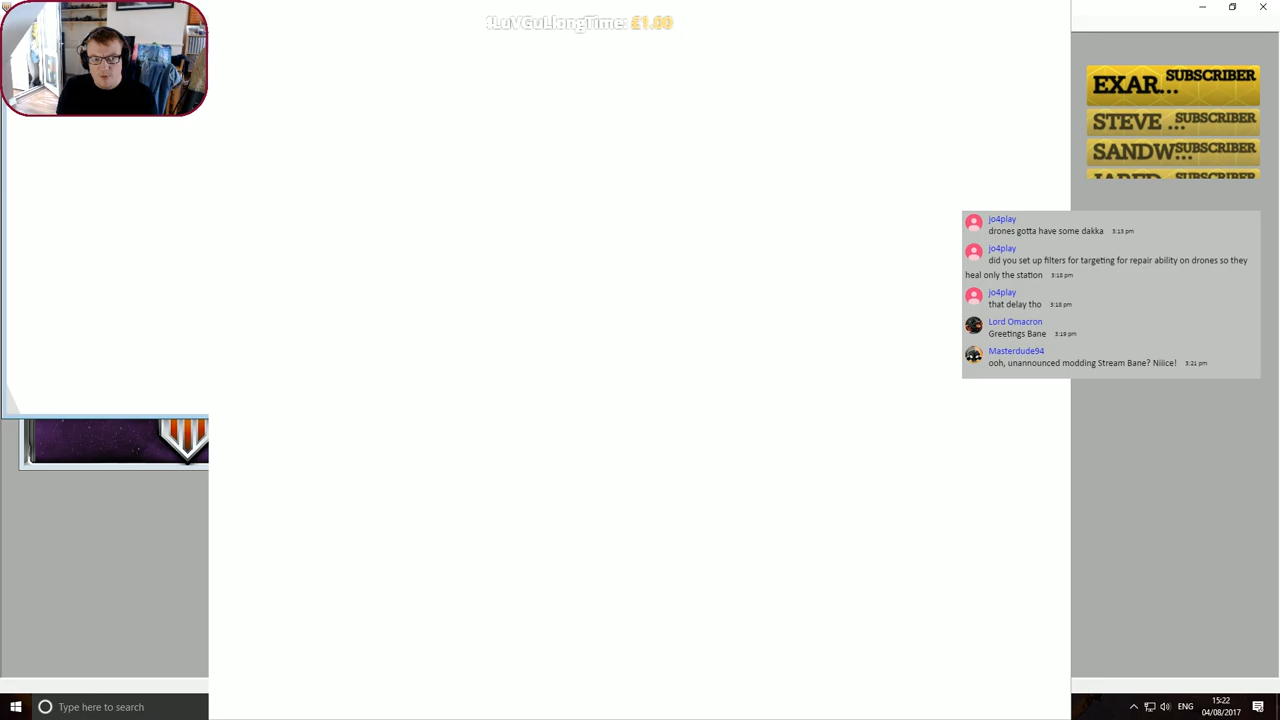 4LuVGuLlongTime: £1.00
EXAR... SUBSCRIBER
STEVE ... SUBSCRIBER
SANDW... SUBSCRIBER
SUBSCRIBER
jo4play
drones gotta have some dakka 3:13 pm
jo4play
did you set up filters for targeting for repair ability on drones so they
heal only the station 3:18 pm
jo4play
that delay tho 3:18 pm
Lord Omacron
Greetings Bane 3:19 pm
Masterdude94
ooh, unannounced modding Stream Bane? Niiice! 3:21 pm
Type here to search
ENG
15:22
04/08/2017